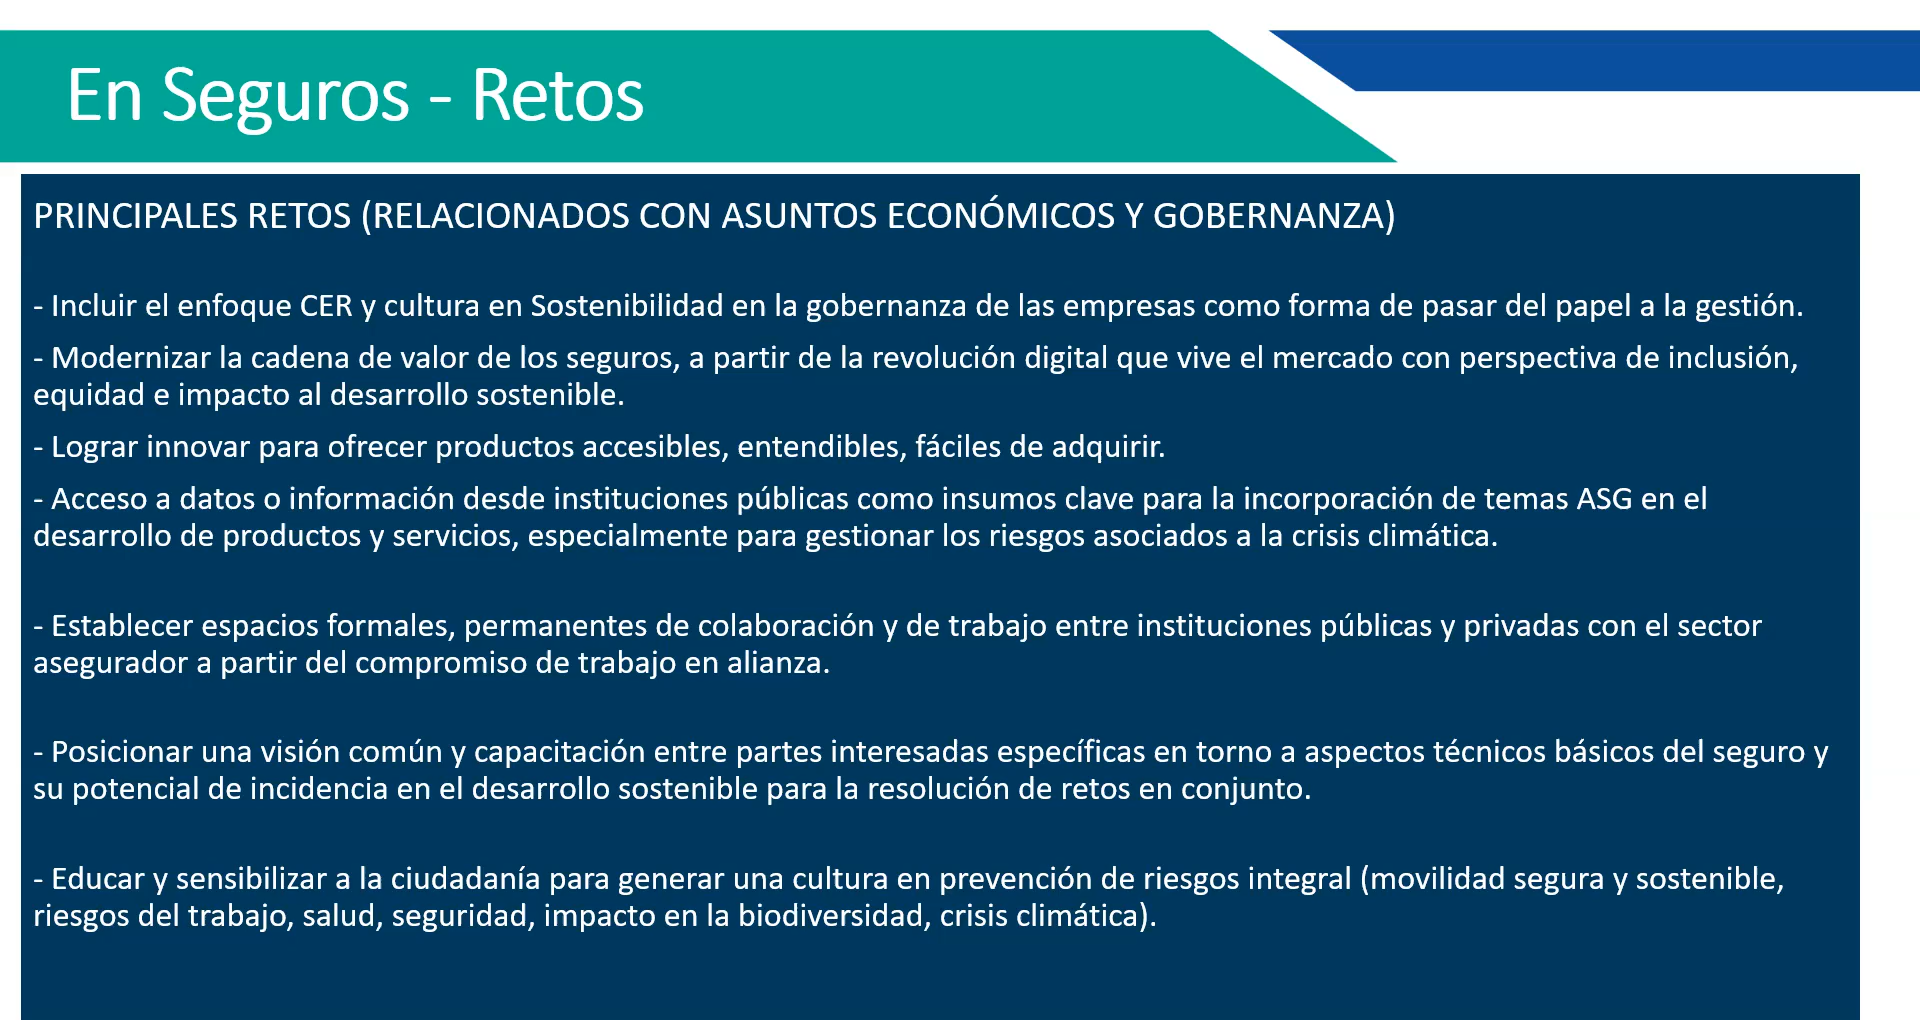 En Seguros - Retos
PRINCIPALES RETOS (RELACIONADOS CON ASUNTOS ECONÓMICOS Y GOBERNANZA)
- Incluir el enfoque CER y cultura en Sostenibilidad en la gobernanza de las empresas como forma de pasar del papel a la gestión.
- Modernizar la cadena de valor de los seguros, a partir de la revolución digital que vive el mercado con perspectiva de inclusión,
equidad e impacto al desarrollo sostenible.
- Lograr innovar para ofrecer productos accesibles, entendibles, fáciles de adquirir.
- Acceso a datos o información desde instituciones públicas como insumos clave para la incorporación de temas ASG en el
desarrollo de productos y servicios, especialmente para gestionar los riesgos asociados a la crisis climática.
- Establecer espacios formales, permanentes de colaboración y de trabajo entre instituciones públicas y privadas con el sector
asegurador a partir del compromiso de trabajo en alianza.
- Posicionar una visión común y capacitación entre partes interesadas específicas en torno a aspectos técnicos básicos del seguro y
su potencial de incidencia en el desarrollo sostenible para la resolución de retos en conjunto.
- Educar y sensibilizar a la ciudadanía para generar una cultura en prevención de riesgos integral (movilidad segura y sostenible,
riesgos del trabajo, salud, seguridad, impacto en la biodiversidad, crisis climática).